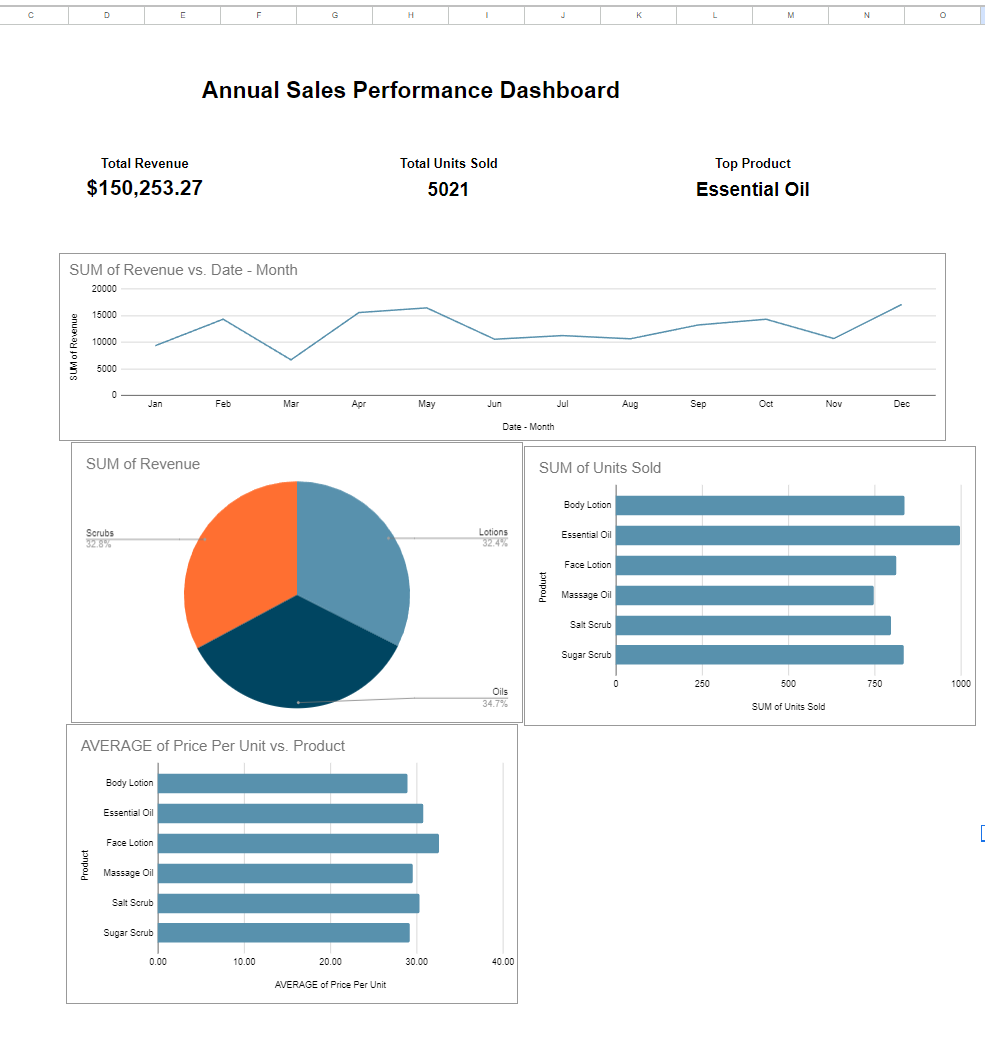 C D E F G H I J K L M N O
Annual Sales Performance Dashboard
Total Revenue
$150,253.27
Total Units Sold
5021
Top Product
Essential Oil
SUM of Revenue vs. Date - Month
SUM of Revenue
20000
15000
10000
5000
0
Jan Feb Mar Apr May Jun Jul Aug Sep Oct Nov Dec
Date - Month
SUM of Revenue
Scrubs
32.8%
Lotions
32.4%
Oils
34.7%
SUM of Units Sold
Product
Body Lotion
Essential Oil
Face Lotion
Massage Oil
Salt Scrub
Sugar Scrub
0 250 500 750 1000
SUM of Units Sold
AVERAGE of Price Per Unit vs. Product
Product
Body Lotion
Essential Oil
Face Lotion
Massage Oil
Salt Scrub
Sugar Scrub
0.00 10.00 20.00 30.00 40.00
AVERAGE of Price Per Unit